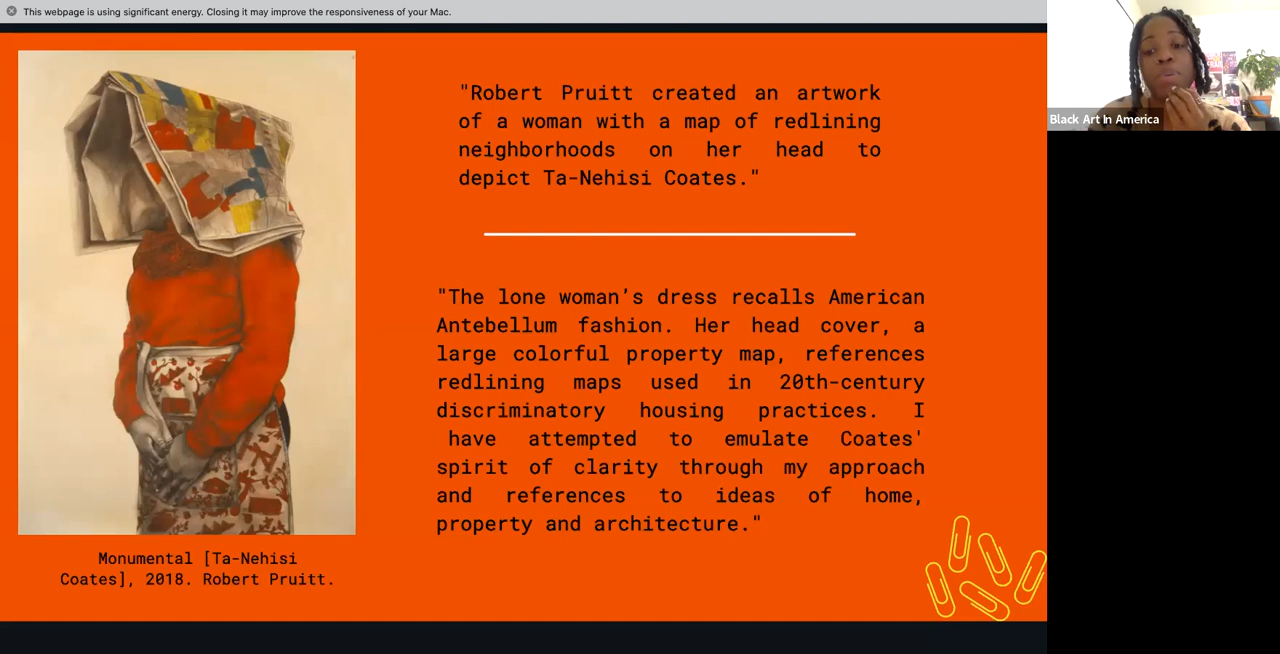 This webpage is using significant energy. Closing it may improve the responsiveness of your Mac.
"Robert Pruitt created an artwork
of a woman with a map of redlining
neighborhoods on her head to
depict Ta-Nehisi Coates."
"The lone woman’s dress recalls American
Antebellum fashion. Her head cover, a
large colorful property map, references
redlining maps used in 20th-century
discriminatory housing practices. I
have attempted to emulate Coates'
spirit of clarity through my approach
and references to ideas of home,
property and architecture."
Monumental [Ta-Nehisi
Coates], 2018. Robert Pruitt.
Black Art In America